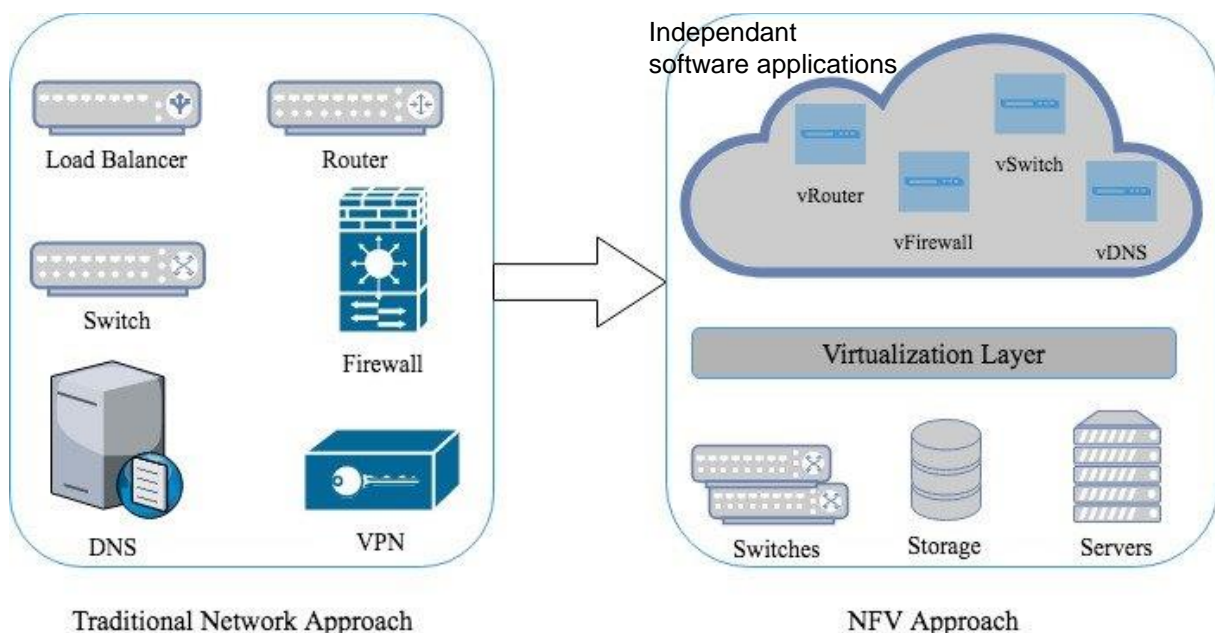 Load Balancer
Router
Switch
Firewall
DNS
VPN
Traditional Network Approach
Independant
software applications
vRouter
vSwitch
vFirewall
vDNS
Virtualization Layer
Switches
Storage
Servers
NFV Approach